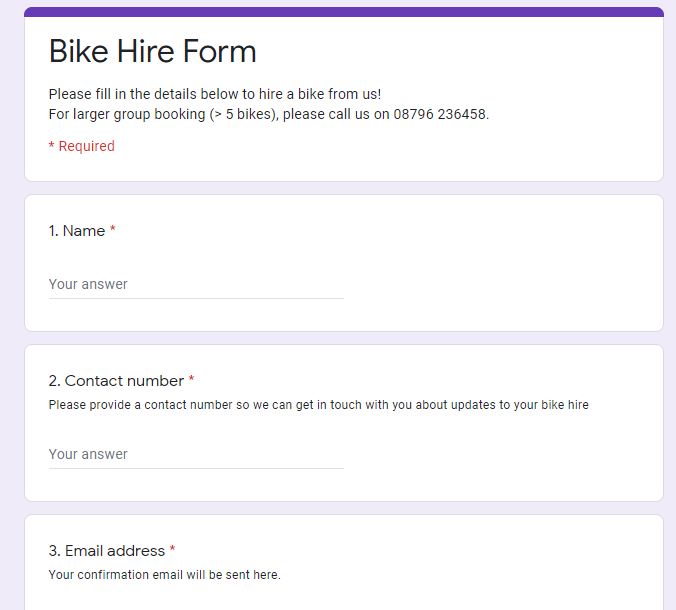 Bike Hire Form
Please fill in the details below to hire a bike from us!
For larger group booking (> 5 bikes), please call us on 08796 236458.
* Required
1. Name *
Your answer
2. Contact number *
Please provide a contact number so we can get in touch with you about updates to your bike hire
Your answer
3. Email address *
Your confirmation email will be sent here.